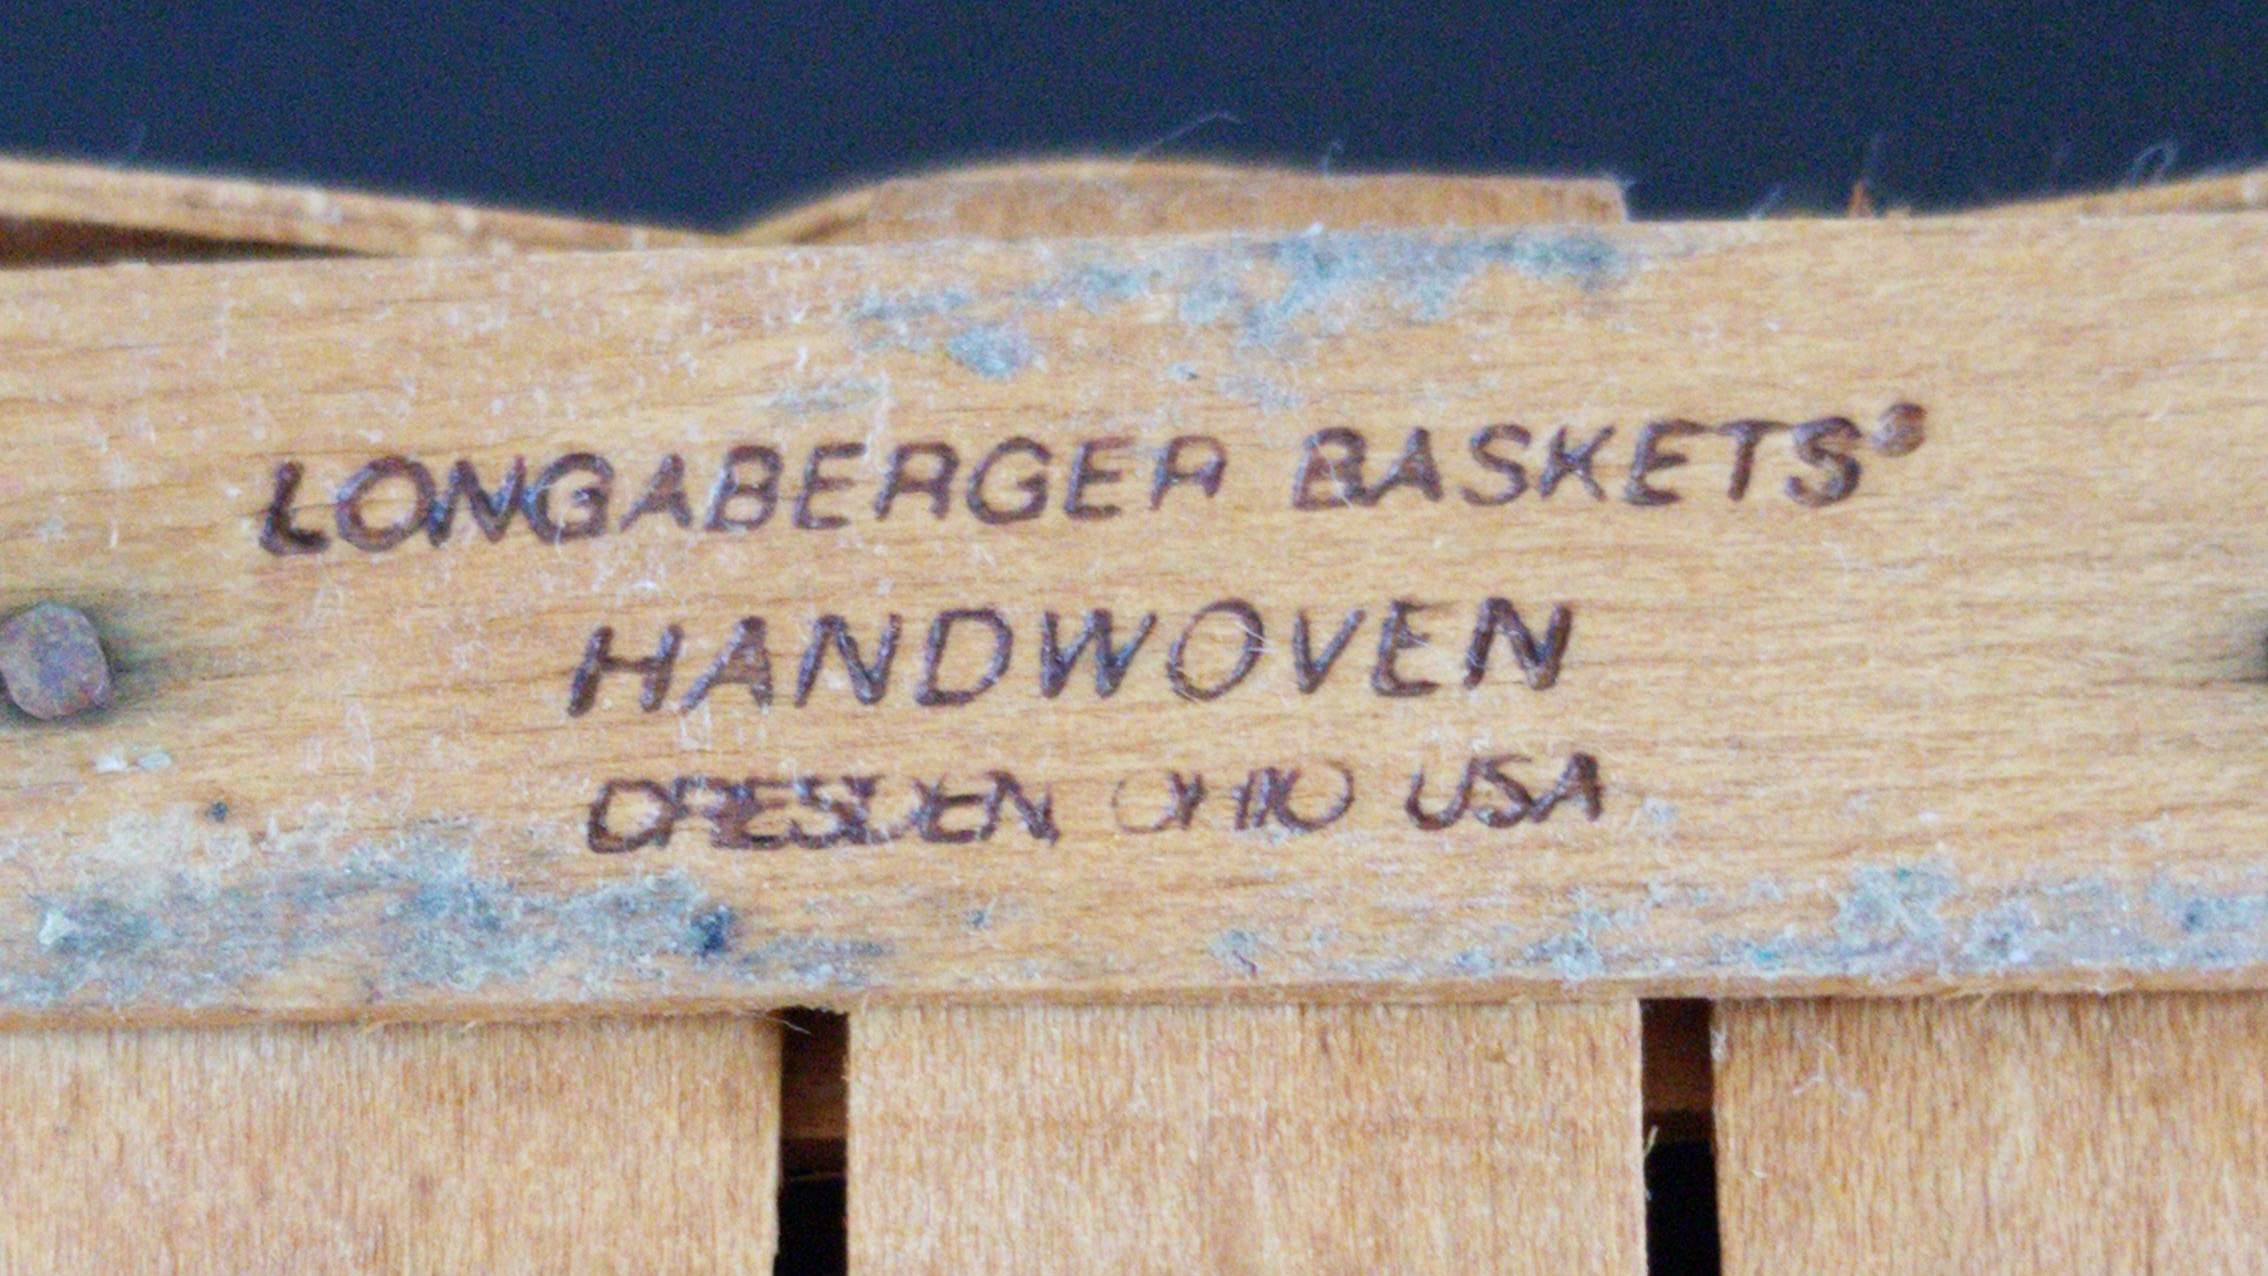 LONGABERGER BASKETS®
HANDWOVEN
DRESDEN OHIO USA